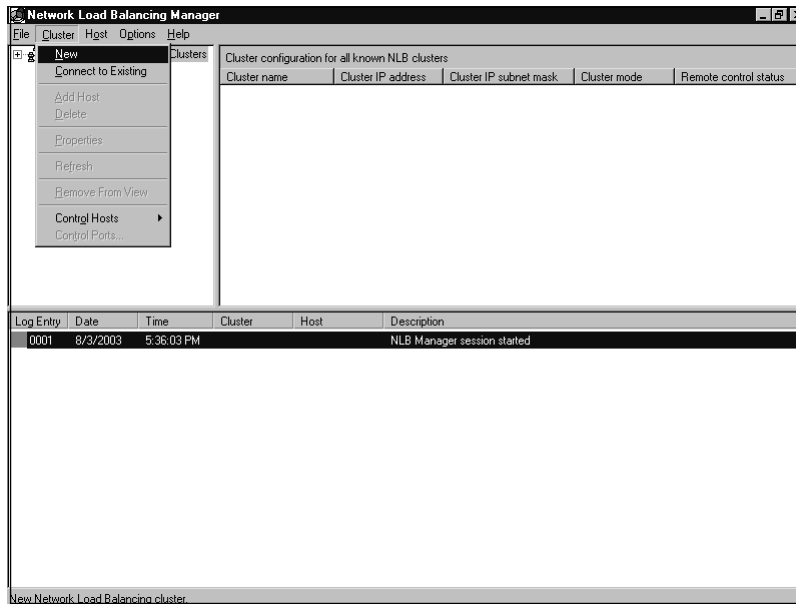 Network Load Balancing Manager
File Cluster Host Options Help
New
Connect to Existing
Add Host
Delete
Properties
Refresh
Remove From View
Control Hosts
Control Ports...
Clusters
Cluster configuration for all known NLB clusters
Cluster name Cluster IP address Cluster IP subnet mask Cluster mode Remote control status
Log Entry Date Time Cluster Host Description
0001 8/3/2003 5:36:03 PM NLB Manager session started
New Network Load Balancing cluster.